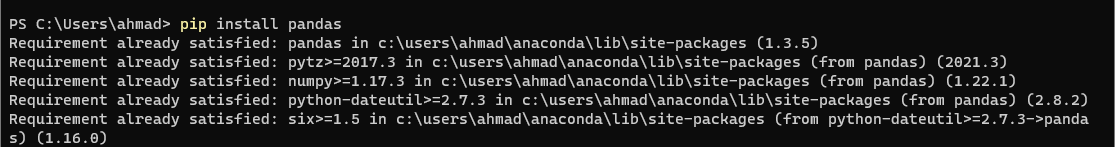 PS C:\Users\ahmad> pip install pandas
Requirement already satisfied: pandas in c:\users\ahmad\anaconda\lib\site-packages (1.3.5)
Requirement already satisfied: pytz>=2017.3 in c:\users\ahmad\anaconda\lib\site-packages (from pandas) (2021.3)
Requirement already satisfied: numpy>=1.17.3 in c:\users\ahmad\anaconda\lib\site-packages (from pandas) (1.22.1)
Requirement already satisfied: python-dateutil>=2.7.3 in c:\users\ahmad\anaconda\lib\site-packages (from pandas) (2.8.2)
Requirement already satisfied: six>=1.5 in c:\users\ahmad\anaconda\lib\site-packages (from python-dateutil>=2.7.3->panda
s) (1.16.0)